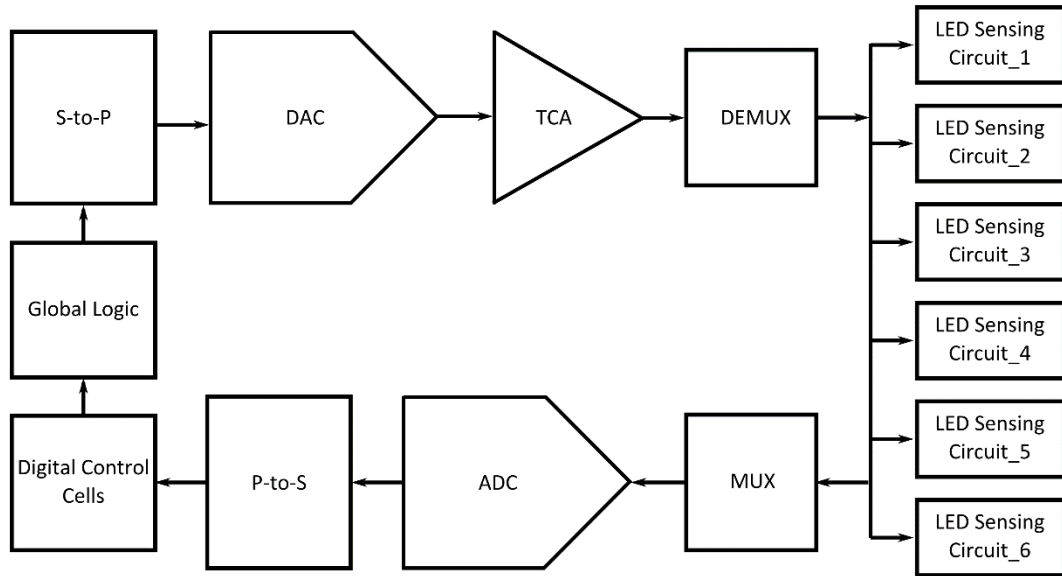 S-to-P
DAC
TCA
DEMUX
LED Sensing
Circuit_1
LED Sensing
Circuit_2
LED Sensing
Circuit_3
LED Sensing
Circuit_4
LED Sensing
Circuit_5
LED Sensing
Circuit_6
Global Logic
Digital Control
Cells
P-to-S
ADC
MUX